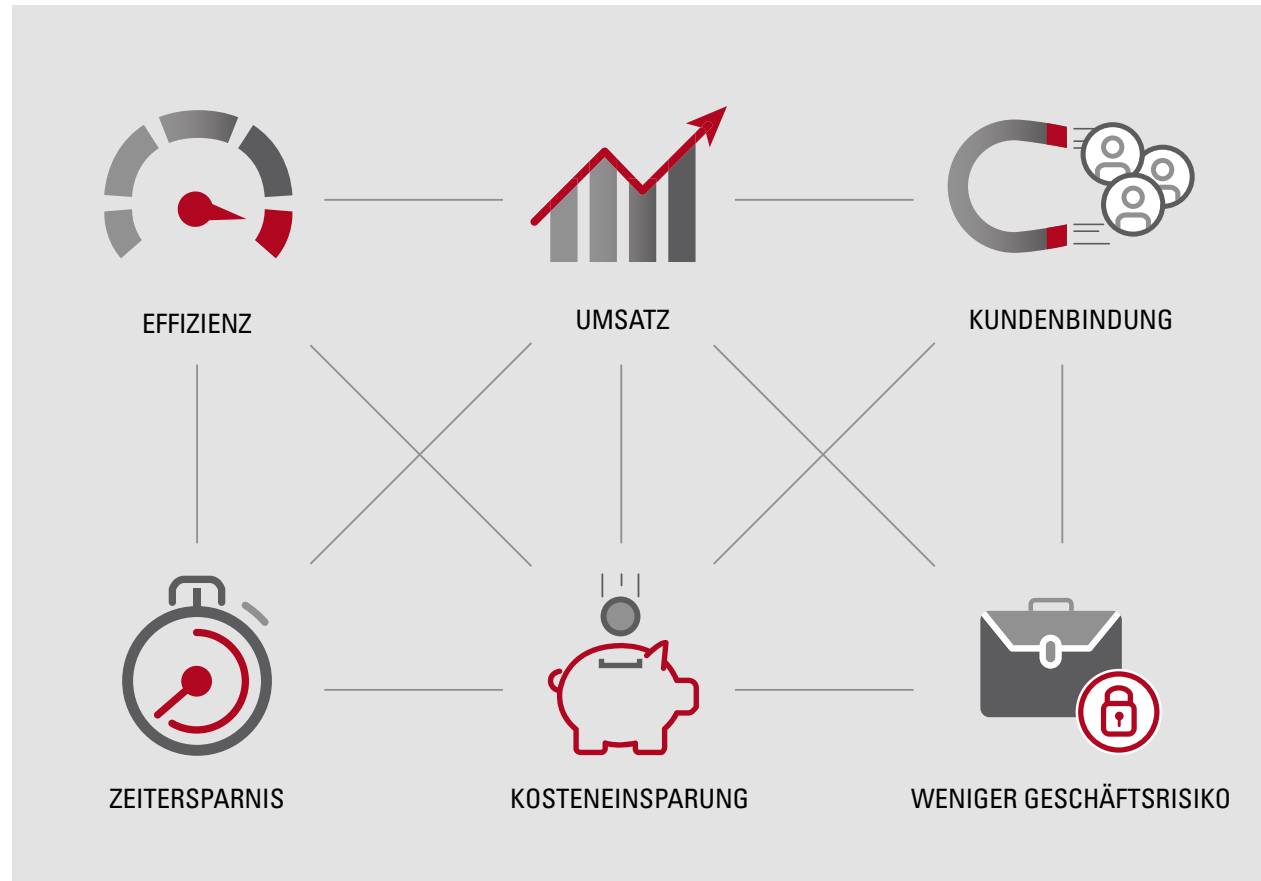 EFFIZIENZ
UMSATZ
KUNDENBINDUNG
ZEITERSPARNIS
KOSTENEINSPARUNG
WENIGER GESCHÄFTSRISIKO